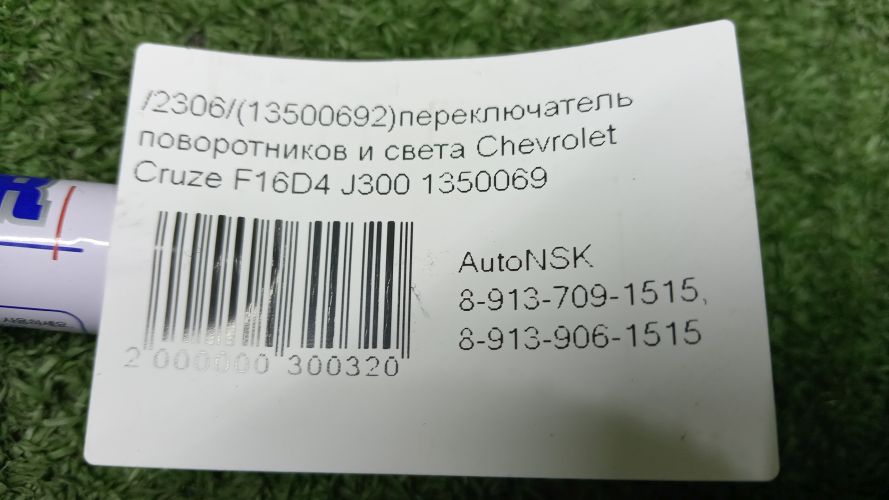 /2306/(13500692)переключатель
поворотников и света Chevrolet
Cruze F16D4 J300 1350069
AutoNSK
8-913-709-1515,
8-913-906-1515
2 000000 300320